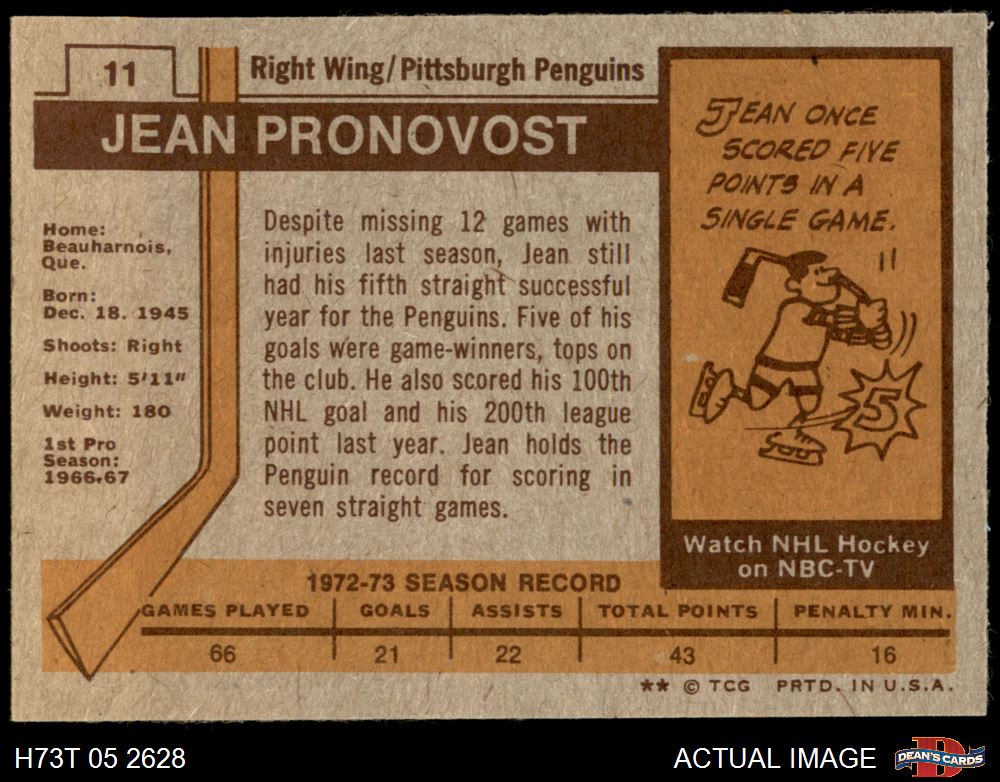 11
Right Wing/Pittsburgh Penguins
JEAN PRONOVOST
Home:
Beauharnois,
Que.
Born:
Dec. 18. 1945
Shoots: Right
Height: 5'11"
Weight: 180
1st Pro
Season:
1966.67
Despite missing 12 games with
injuries last season, Jean still
had his fifth straight successful
year for the Penguins. Five of his
goals were game-winners, tops on
the club. He also scored his 100th
NHL goal and his 200th league
point last year. Jean holds the
Penguin record for scoring in
seven straight games.
JEAN ONCE
SCORED FIVE
POINTS IN A
SINGLE GAME.
5
Watch NHL Hockey
on NBC-TV
1972-73 SEASON RECORD
GAMES PLAYED GOALS ASSISTS TOTAL POINTS PENALTY MIN.
66 21 22 43 16
** © TCG PRTD. IN U.S.A.
H73T 05 2628
ACTUAL IMAGE
D
DEAN'S CARDS